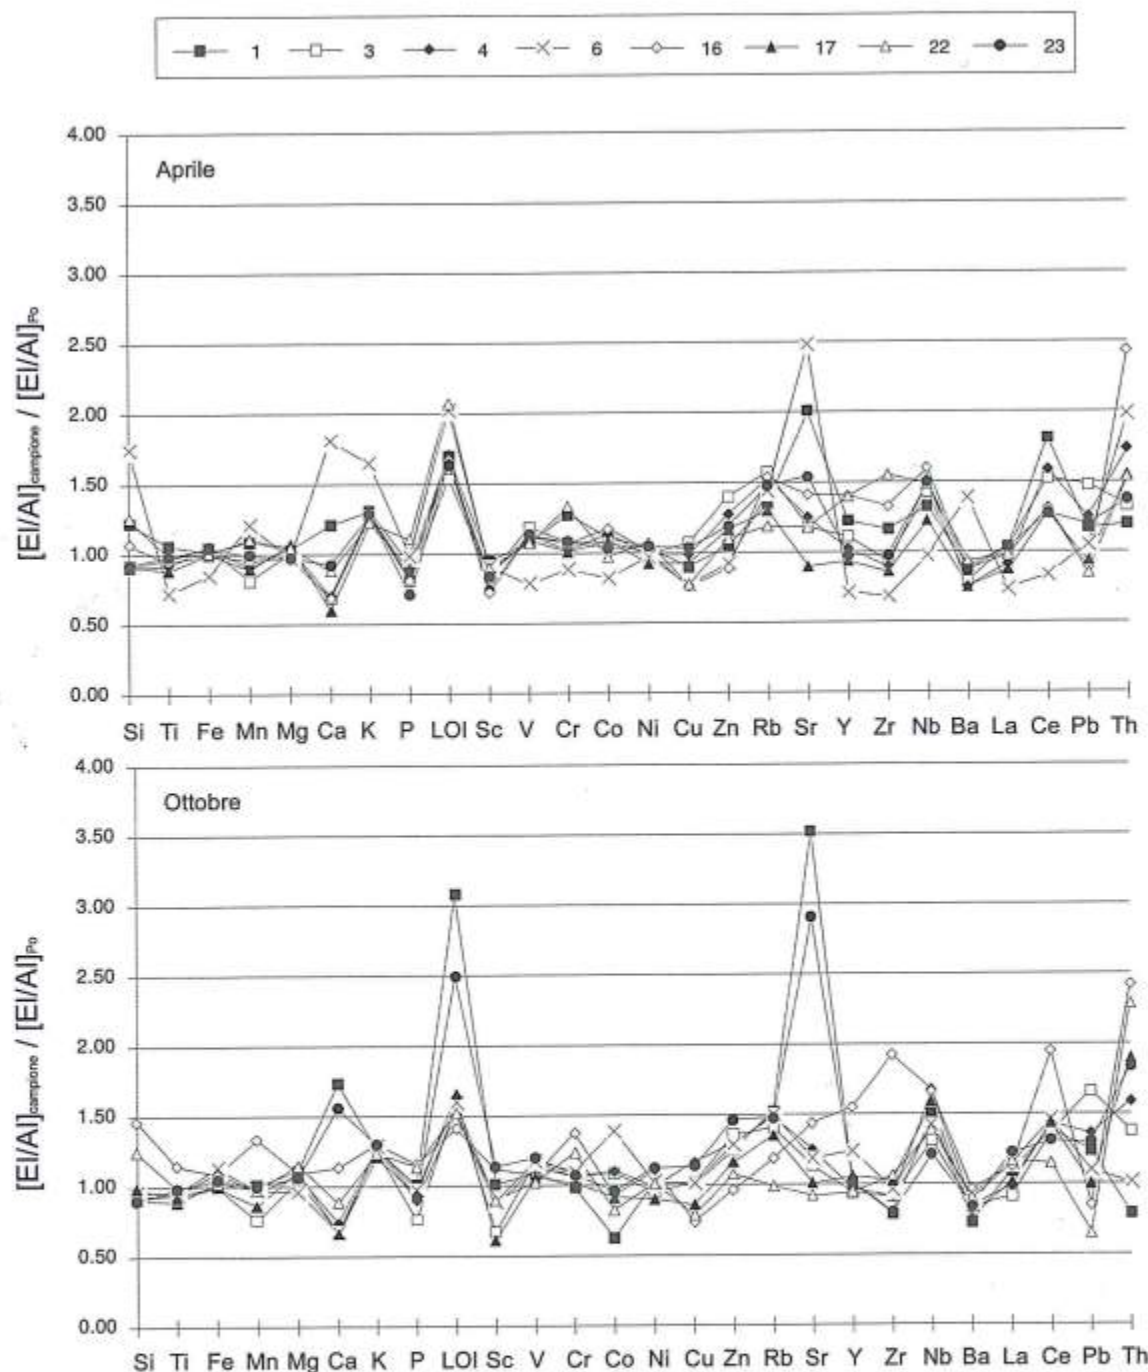 1 3 4 6 16 17 22 23
Aprile
4.00
3.50
3.00
2.50
2.00
1.50
1.00
0.50
0.00
[El/Al]campione / [El/Al]Po
Si Ti Fe Mn Mg Ca K P LOI Sc V Cr Co Ni Cu Zn Rb Sr Y Zr Nb Ba La Ce Pb Th
Ottobre
4.00
3.50
3.00
2.50
2.00
1.50
1.00
0.50
0.00
[El/Al]campione / [El/Al]Po
Si Ti Fe Mn Mg Ca K P LOI Sc V Cr Co Ni Cu Zn Rb Sr Y Zr Nb Ba La Ce Pb Th